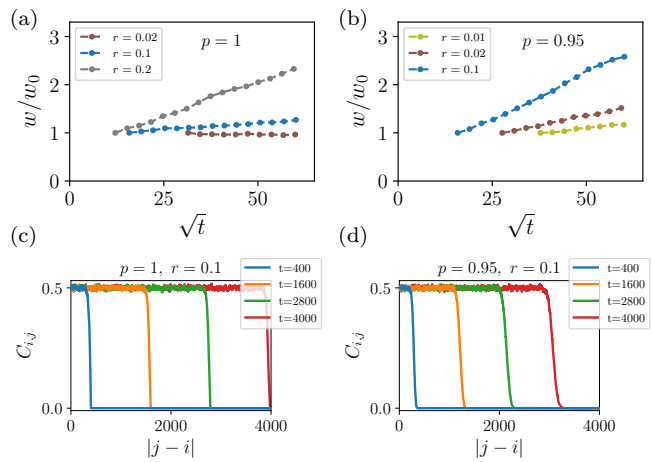 (a)
(b)
3
2
1
0
w/w₀
r = 0.02
r = 0.1
r = 0.2
p = 1
0
25
50
√t
3
2
1
0
w/w₀
r = 0.01
r = 0.02
r = 0.1
p = 0.95
0
25
50
√t
(c)
(d)
p = 1, r = 0.1
0.5
0.0
C_{i,j}
t=400
t=1600
t=2800
t=4000
0
2000
4000
|j − i|
p = 0.95, r = 0.1
0.5
0.0
C_{i,j}
t=400
t=1600
t=2800
t=4000
0
2000
4000
|j − i|